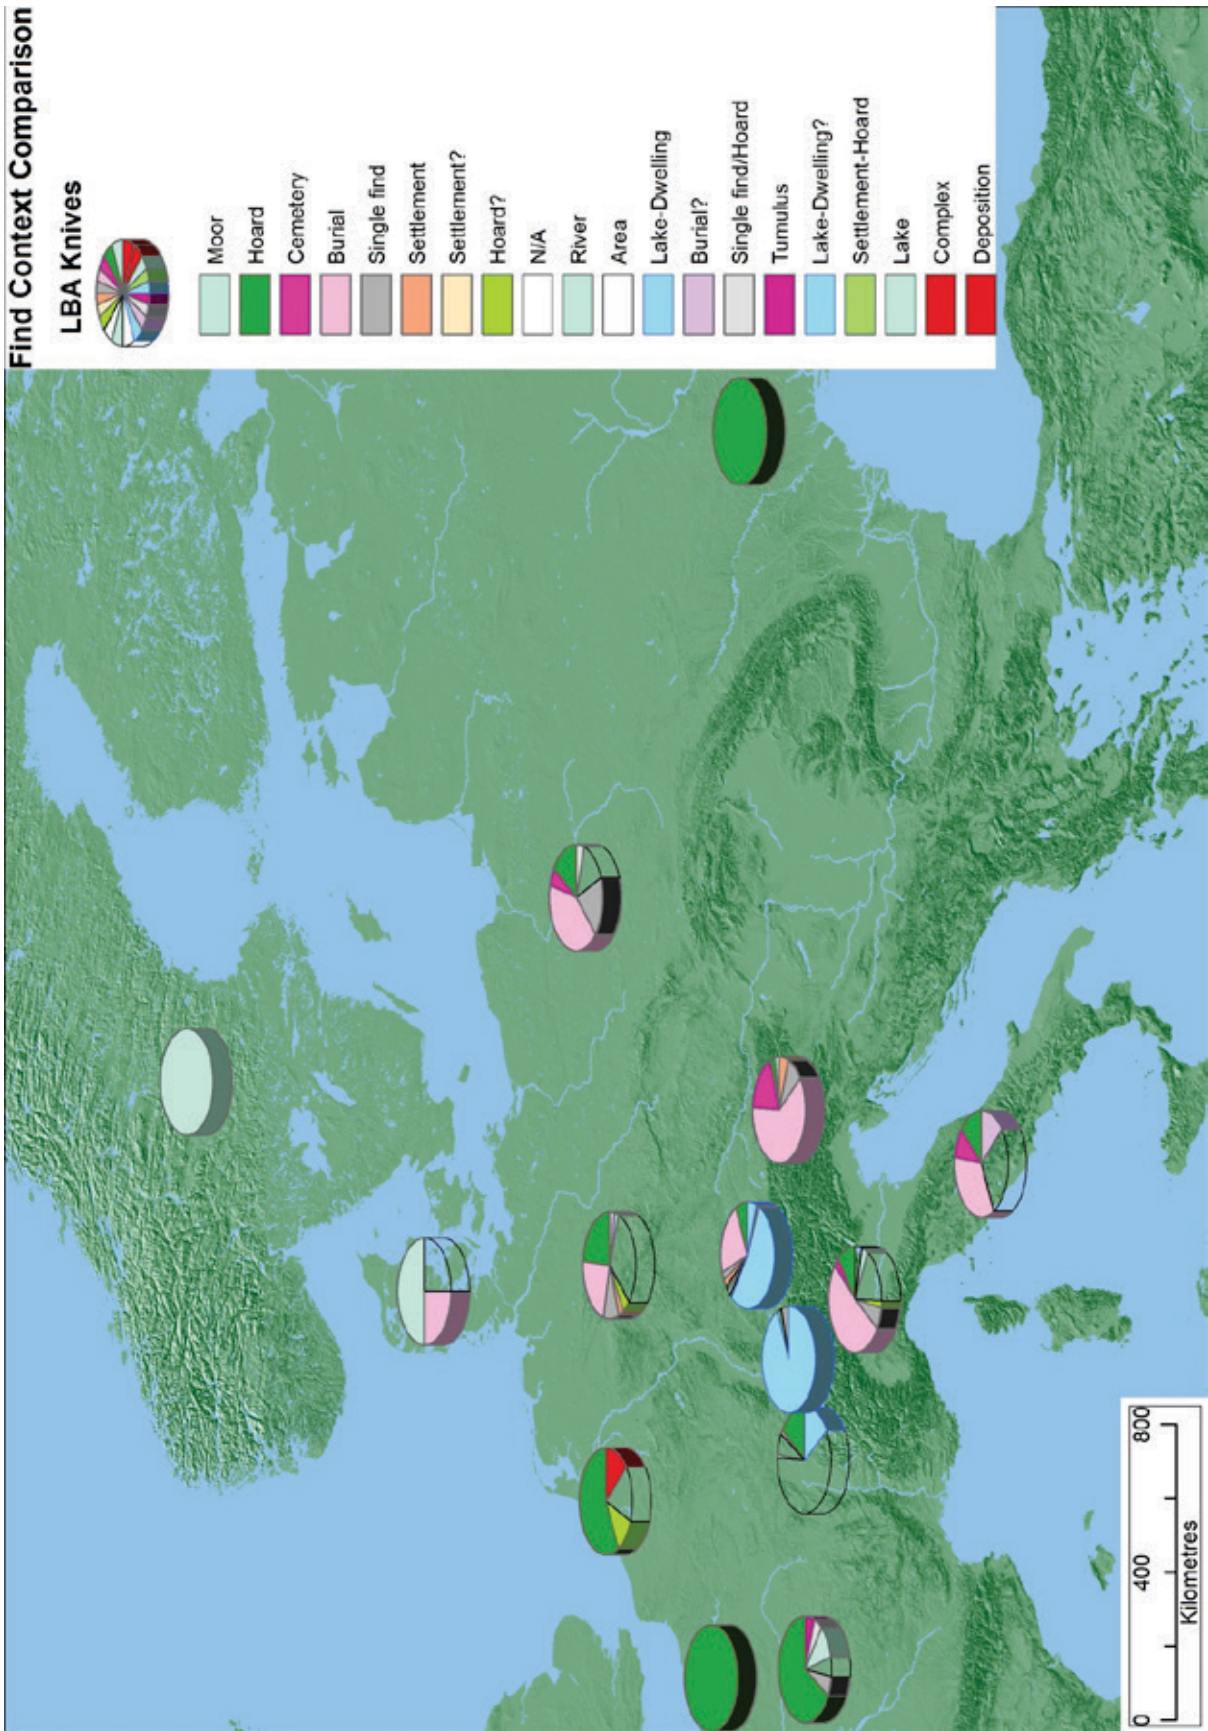 Find Context Comparison
LBA Knives
Moor
Hoard
Cemetery
Burial
Single find
Settlement
Settlement?
Hoard?
N/A
River
Area
Lake-Dwelling
Burial?
Single find/Hoard
Tumulus
Lake-Dwelling?
Settlement-Hoard
Lake
Complex
Deposition
0 400 800
Kilometres